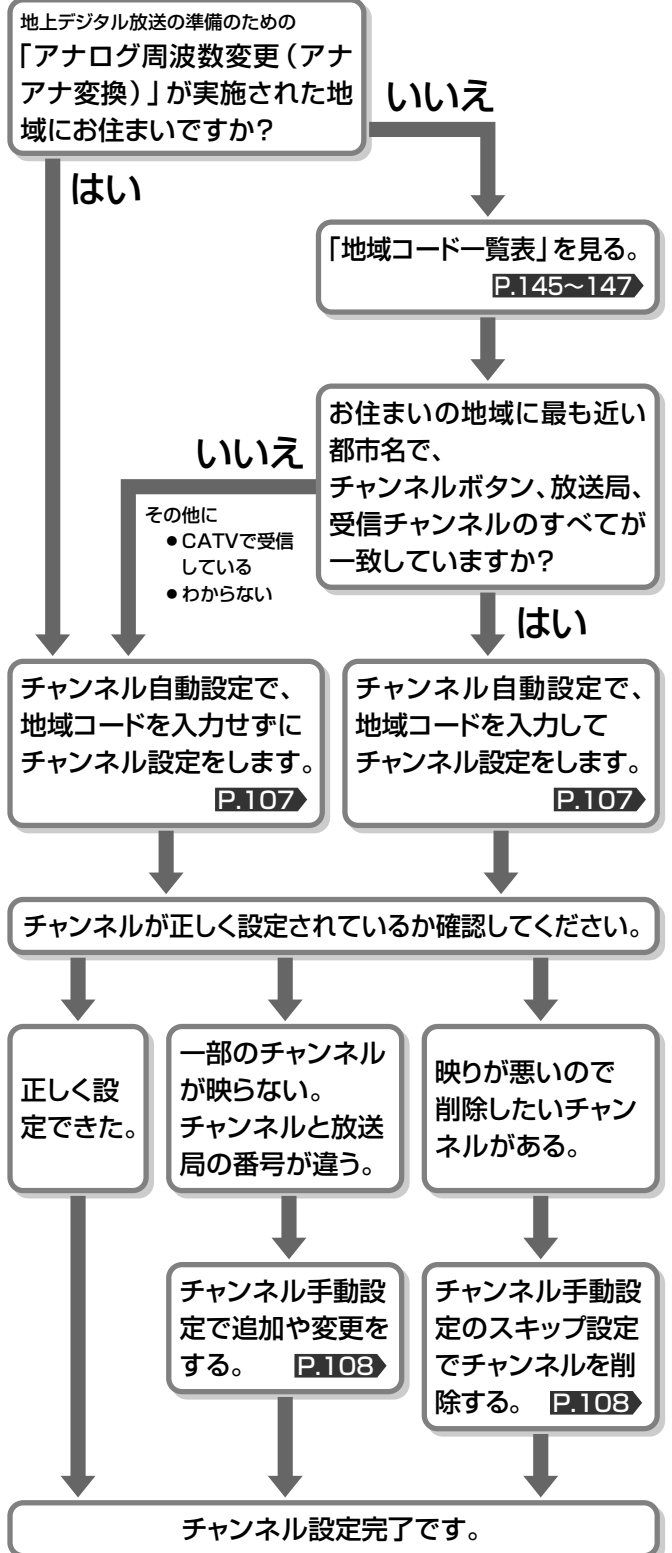 地上デジタル放送の準備のための
「アナログ周波数変更（アナ
アナ変換）」が実施された地
域にお住まいですか？
いいえ
はい
「地域コード一覧表」を見る。
P.145～147
お住まいの地域に最も近い
都市名で、
チャンネルボタン、放送局、
受信チャンネルのすべてが
一致していますか？
いいえ
その他に
●CATVで受信
している
●わからない
はい
チャンネル自動設定で、
地域コードを入力せずに
チャンネル設定をします。
P.107
チャンネル自動設定で、
地域コードを入力して
チャンネル設定をします。
P.107
チャンネルが正しく設定されているか確認してください。
正しく設
定できた。
一部のチャンネル
が映らない。
チャンネルと放送
局の番号が違う。
映りが悪いので
削除したいチャン
ネルがある。
チャンネル手動設
定で追加や変更を
する。 P.108
チャンネル手動設
定のスキップ設定
でチャンネルを削
除する。 P.108
チャンネル設定完了です。